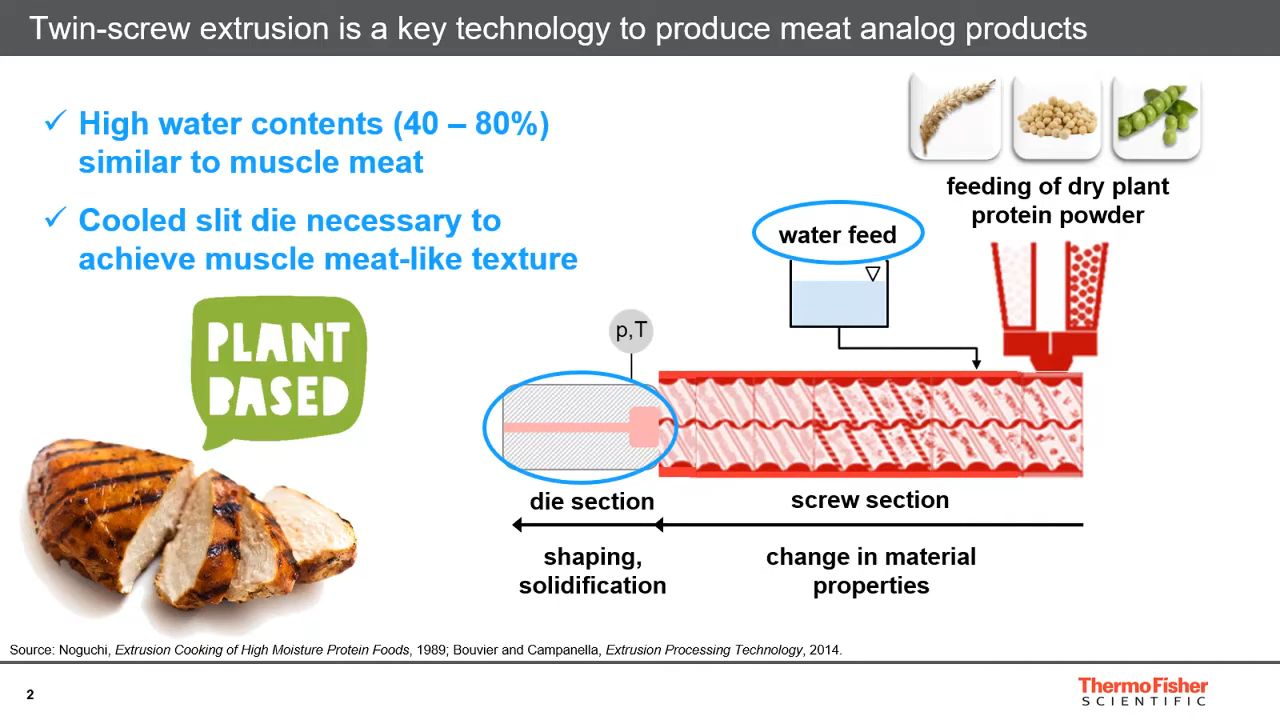 Twin-screw extrusion is a key technology to produce meat analog products
✓ High water contents (40 – 80%)
similar to muscle meat
✓ Cooled slit die necessary to
achieve muscle meat-like texture
PLANT
BASED
feeding of dry plant
protein powder
water feed
p,T
die section
screw section
shaping,
solidification
change in material
properties
Source: Noguchi, Extrusion Cooking of High Moisture Protein Foods, 1989; Bouvier and Campanella, Extrusion Processing Technology, 2014.
2
ThermoFisher
SCIENTIFIC